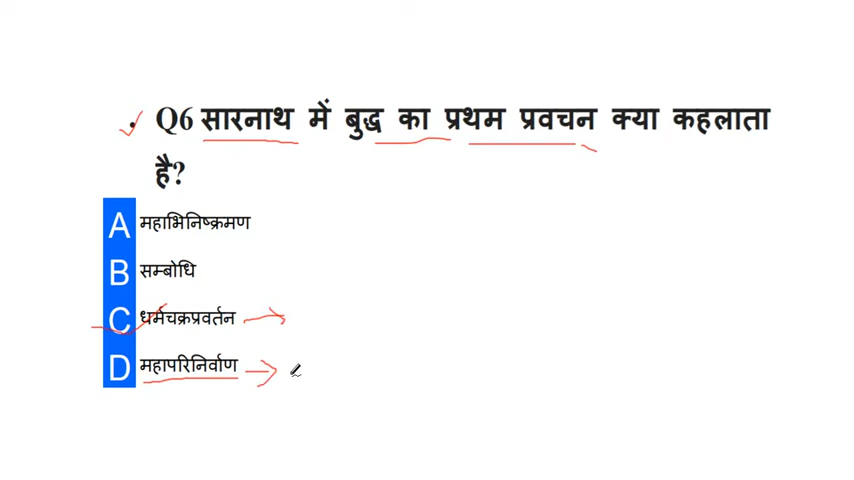 . Q6 सारनाथ में बुद्ध का प्रथम प्रवचन क्या कहलाता
है?
A महाभिनिष्क्रमण
B सम्बोधि
C धर्मचक्रप्रवर्तन
D महापरिनिर्वाण